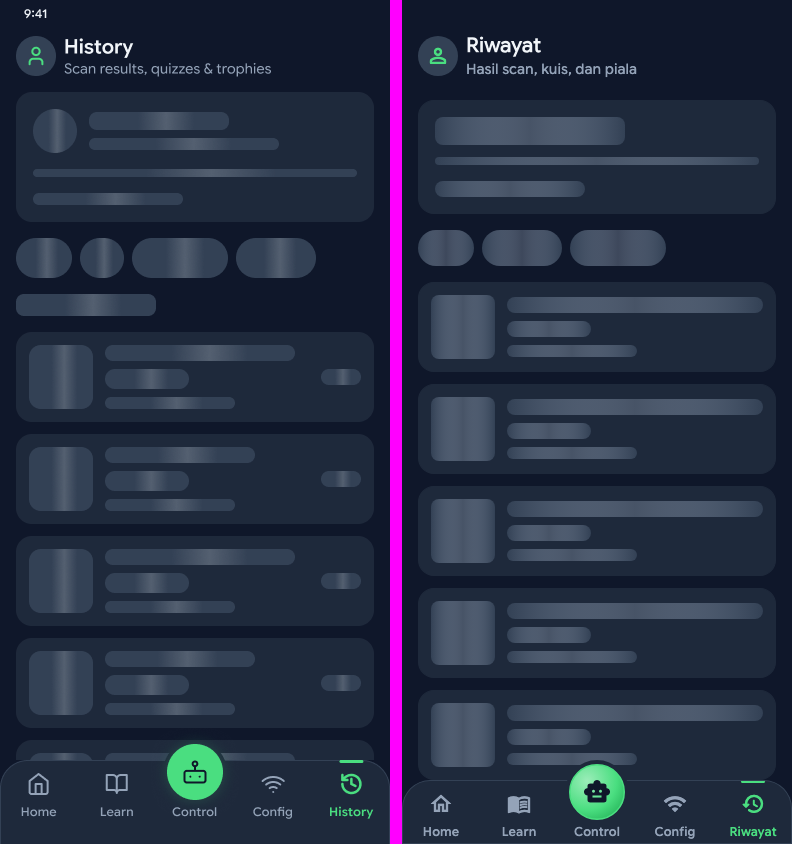 9:41
History
Scan results, quizzes & trophies
Home
Learn
Control
Config
History
Riwayat
Hasil scan, kuis, dan piala
Home
Learn
Control
Config
Riwayat